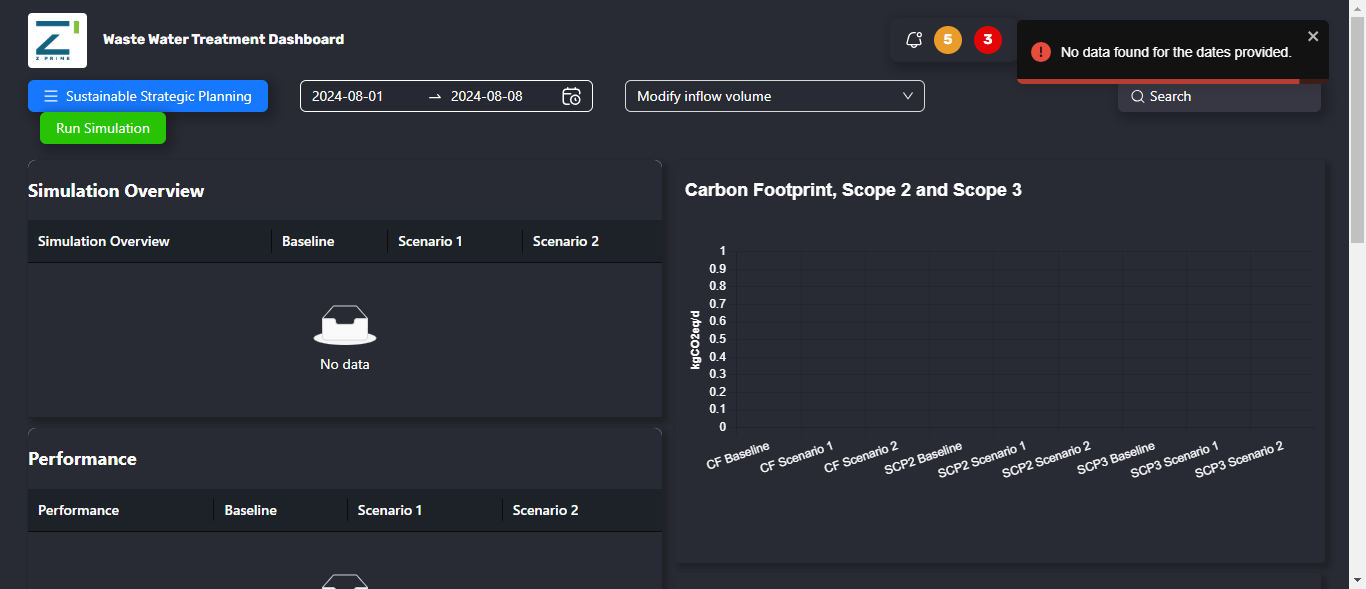 Z PRIME
Waste Water Treatment Dashboard
5
3
No data found for the dates provided.
Sustainable Strategic Planning
2024-08-01
2024-08-08
Modify inflow volume
Search
Run Simulation
Simulation Overview
Simulation Overview Baseline Scenario 1 Scenario 2
No data
Performance
Performance Baseline Scenario 1 Scenario 2
Carbon Footprint, Scope 2 and Scope 3
kgCO2eq/d
1
0.9
0.8
0.7
0.6
0.5
0.4
0.3
0.2
0.1
0
CF Baseline
CF Scenario 1
CF Scenario 2
SCP2 Baseline
SCP2 Scenario 1
SCP2 Scenario 2
SCP3 Baseline
SCP3 Scenario 1
SCP3 Scenario 2